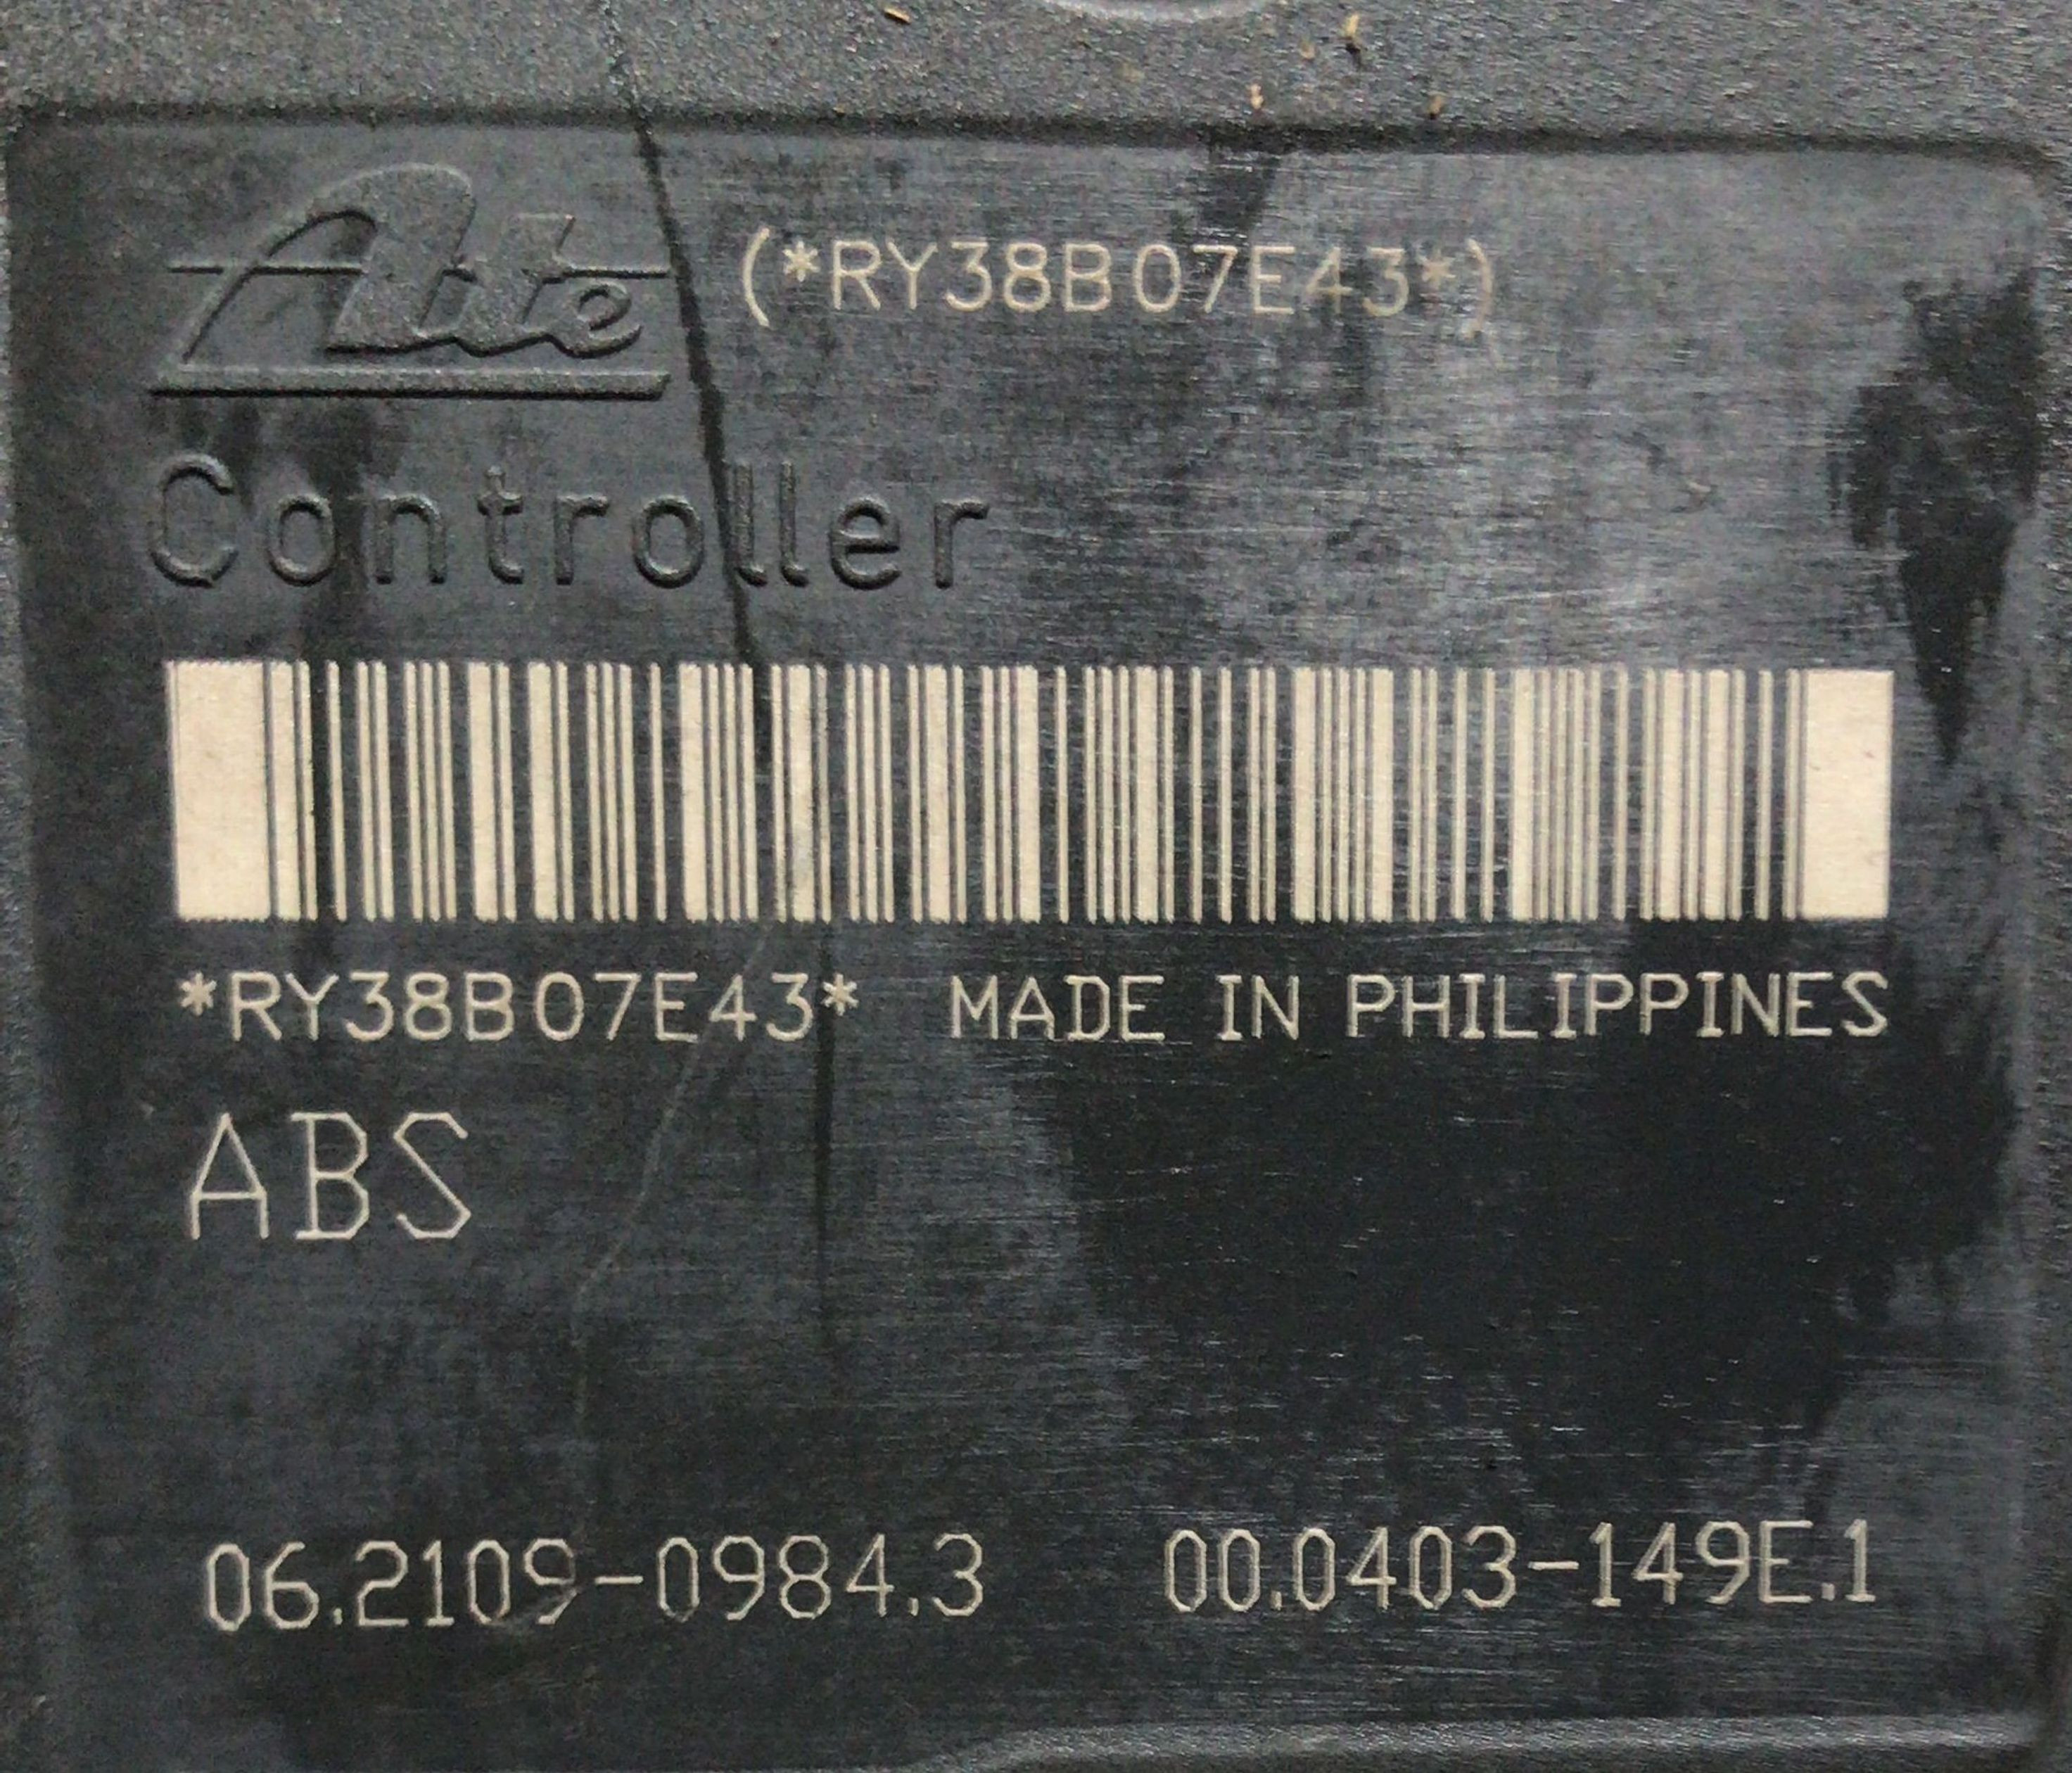 Ate (*RY38B07E43*)
Controller
*RY38B07E43* MADE IN PHILIPPINES
ABS
06.2109-0984.3 00.0403-149E.1